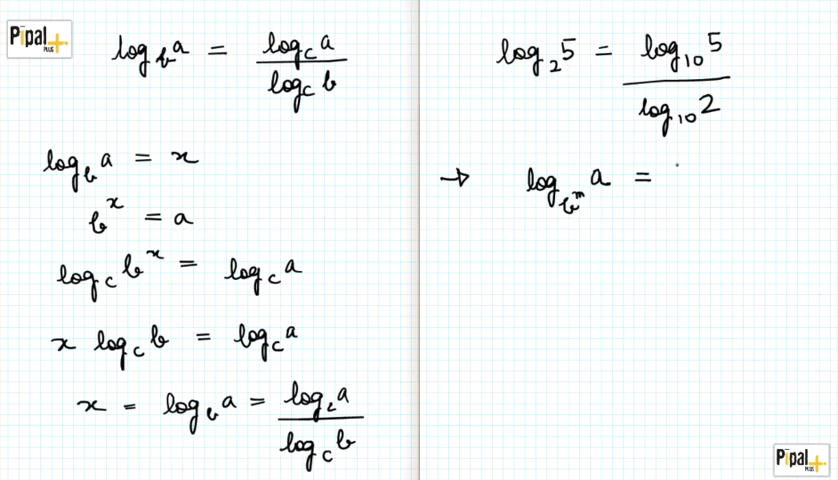 Pipal PLUS
log_b a = log_c a / log_c b
log_b a = x
b^x = a
log_c b^x = log_c a
x log_c b = log_c a
x = log_b a = log_c a / log_c b
log_2 5 = log_10 5 / log_10 2
→ log_{b^m} a =
Pipal PLUS